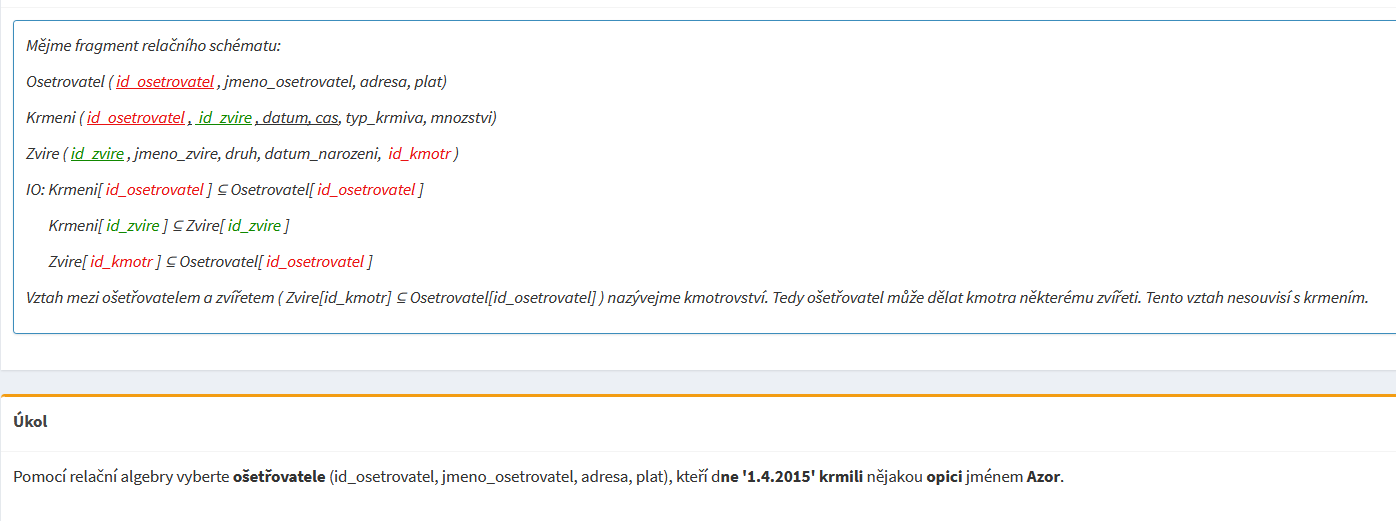 Mějme fragment relačního schématu:
Osetrovatel ( id_osetrovatel , jmeno_osetrovatel, adresa, plat)
Krmeni ( id_osetrovatel , id_zvire , datum, cas, typ_krmiva, mnozstvi)
Zvire ( id_zvire , jmeno_zvire, druh, datum_narozeni, id_kmotr )
IO: Krmeni[ id_osetrovatel ] ⊆ Osetrovatel[ id_osetrovatel ]
Krmeni[ id_zvire ] ⊆ Zvire[ id_zvire ]
Zvire[ id_kmotr ] ⊆ Osetrovatel[ id_osetrovatel ]
Vztah mezi ošetřovatelem a zvířetem ( Zvire[id_kmotr] ⊆ Osetrovatel[id_osetrovatel] ) nazývejme kmotrovství. Tedy ošetřovatel může dělat kmotra některému zvířeti. Tento vztah nesouvisí s krmením.
Úkol
Pomocí relační algebry vyberte ošetřovatele (id_osetrovatel, jmeno_osetrovatel, adresa, plat), kteří dne '1.4.2015' krmili nějakou opici jménem Azor.